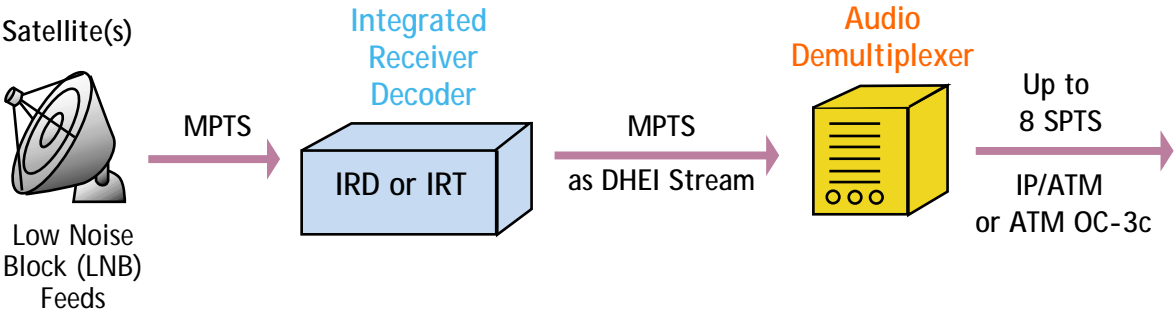 Satellite(s)
Low Noise
Block (LNB)
Feeds
MPTS
Integrated
Receiver
Decoder
IRD or IRT
MPTS
as DHEI Stream
Audio
Demultiplexer
Up to
8 SPTS
IP/ATM
or ATM OC-3c